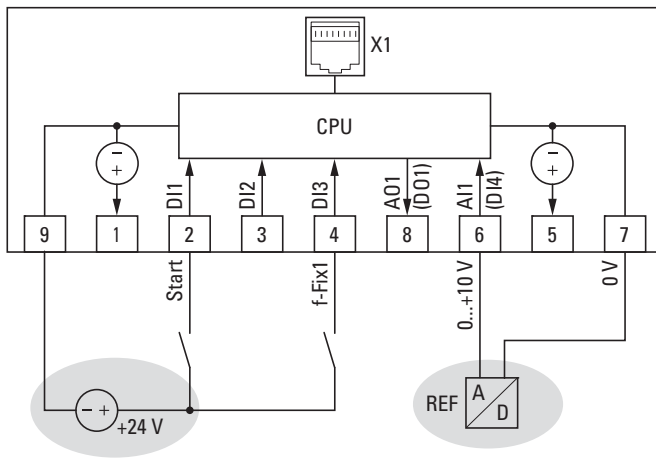 X1
CPU
DI1
DI2
DI3
AO1
(DO1)
AI1
(DI4)
9
1
2
3
4
8
6
5
7
Start
f-Fix1
0...+10 V
0 V
+24 V
REF
A
D